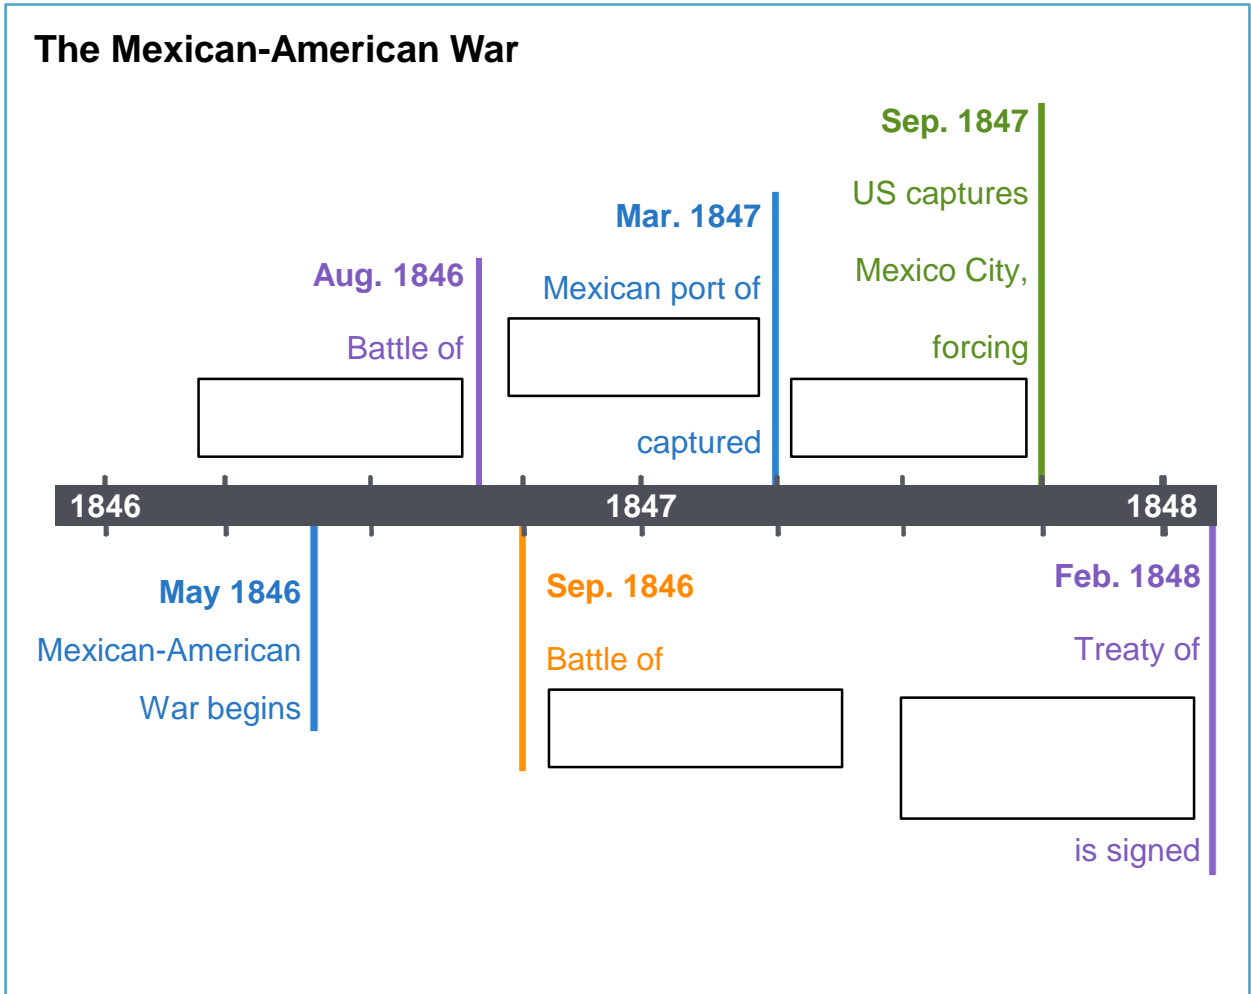 The Mexican-American War
Sep. 1847
US captures
Mexico City,
forcing
Mar. 1847
Mexican port of
captured
Aug. 1846
Battle of
1846 1847 1848
May 1846
Mexican-American
War begins
Sep. 1846
Battle of
Feb. 1848
Treaty of
is signed